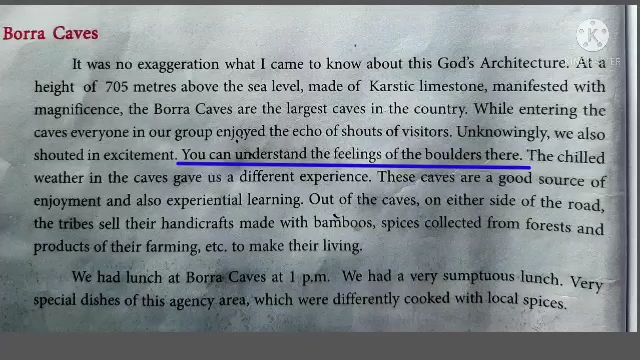 Borra Caves
It was no exaggeration what I came to know about this God's Architecture. At a
height of 705 metres above the sea level, made of Karstic limestone, manifested with
magnificence, the Borra Caves are the largest caves in the country. While entering the
caves everyone in our group enjoyed the echo of shouts of visitors. Unknowingly, we also
shouted in excitement. You can understand the feelings of the boulders there. The chilled
weather in the caves gave us a different experience. These caves are a good source of
enjoyment and also experiential learning. Out of the caves, on either side of the road,
the tribes sell their handicrafts made with bamboos, spices collected from forests and
products of their farming, etc. to make their living.
We had lunch at Borra Caves at 1 p.m. We had a very sumptuous lunch. Very
special dishes of this agency area, which were differently cooked with local spices.